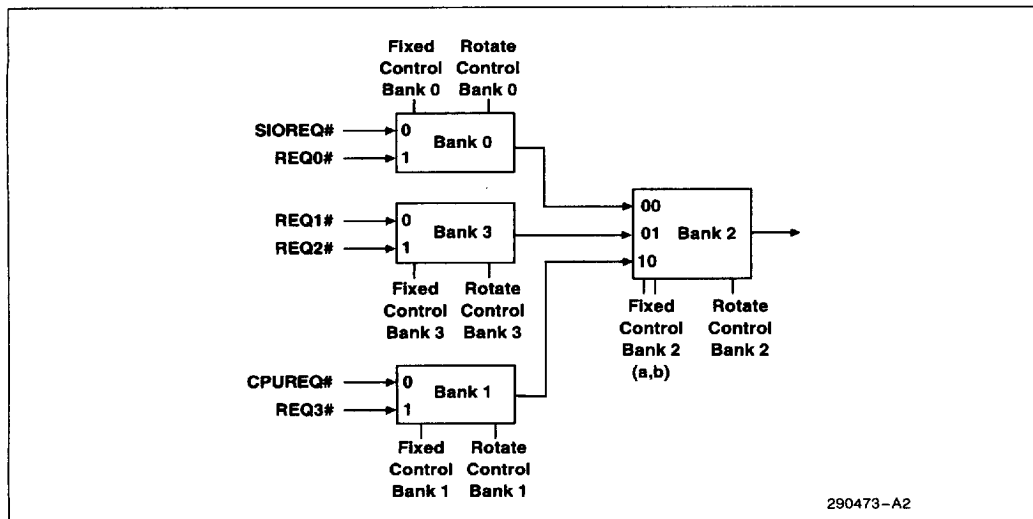 Fixed Control Bank 0
Rotate Control Bank 0
SIOREQ#
REQ0#
0
1
Bank 0
REQ1#
REQ2#
0
1
Bank 3
Fixed Control Bank 3
Rotate Control Bank 3
00
01
10
Bank 2
Fixed Control Bank 2 (a,b)
Rotate Control Bank 2
CPUREQ#
REQ3#
0
1
Bank 1
Fixed Control Bank 1
Rotate Control Bank 1
290473–A2